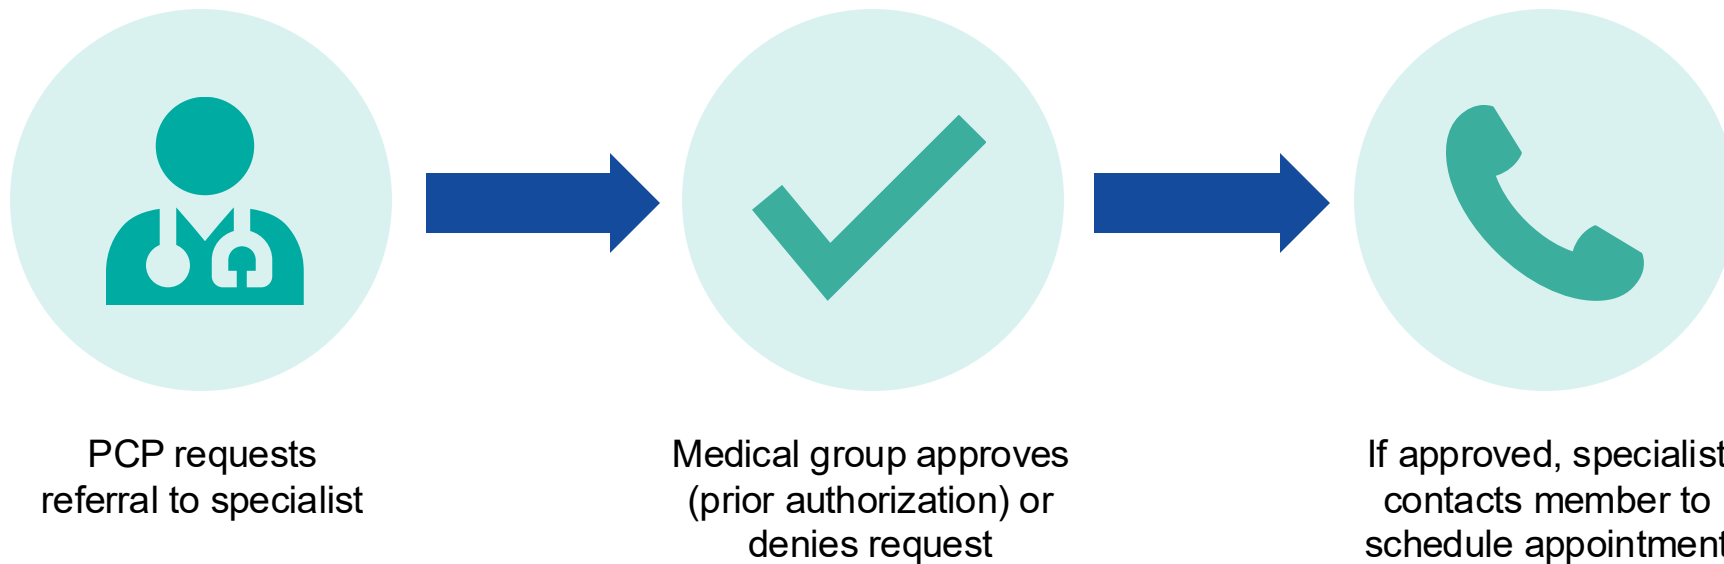 PCP requests
referral to specialist
Medical group approves
(prior authorization) or
denies request
If approved, specialist
contacts member to
schedule appointment